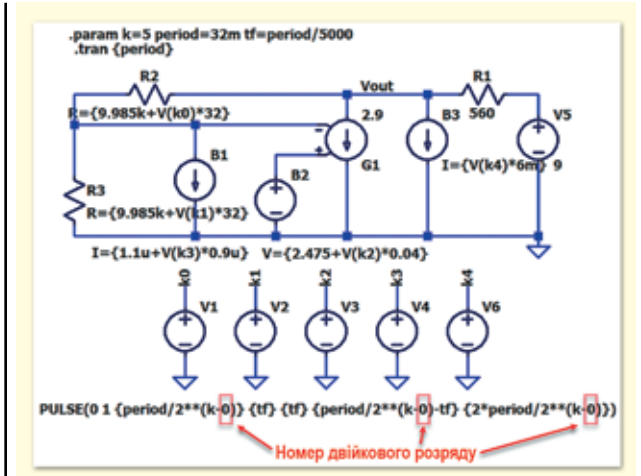 .param k=5 period=32m tf=period/5000
.tran {period}
R2
Vout
R1
R={9.985k+V(k0)*32}
2.9
B3
560
V5
B1
G1
I={V(k4)*6m}
9
B2
R3
R={9.985k+V(k1)*32}
I={1.1u+V(k3)*0.9u}
V={2.475+V(k2)*0.04}
k0
k1
k2
k3
k4
V1
V2
V3
V4
V6
PULSE(0 1 {period/2**(k-0)} {tf} {tf} {period/2**(k-0)-tf} {2*period/2**(k-0)})
Номер двійкового розряду